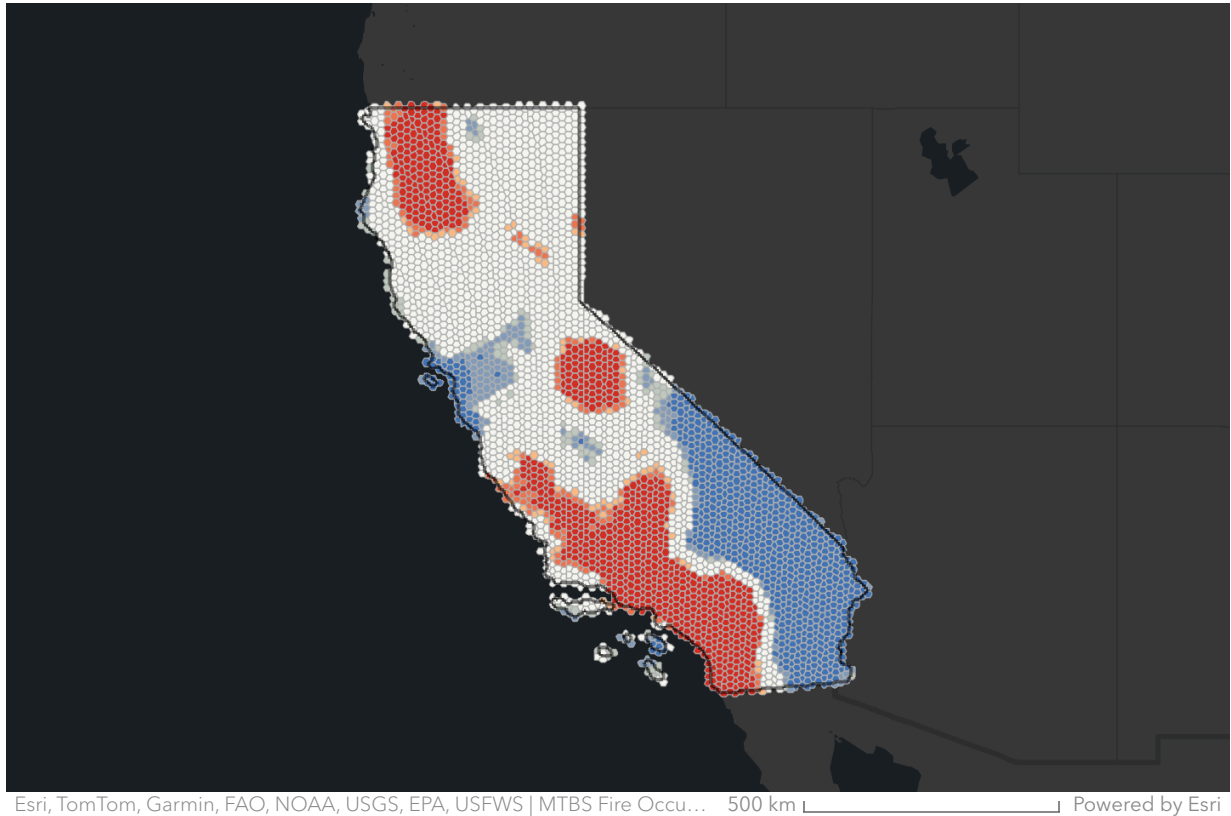 Esri, TomTom, Garmin, FAO, NOAA, USGS, EPA, USFWS | MTBS Fire Occu... 500 km Powered by Esri